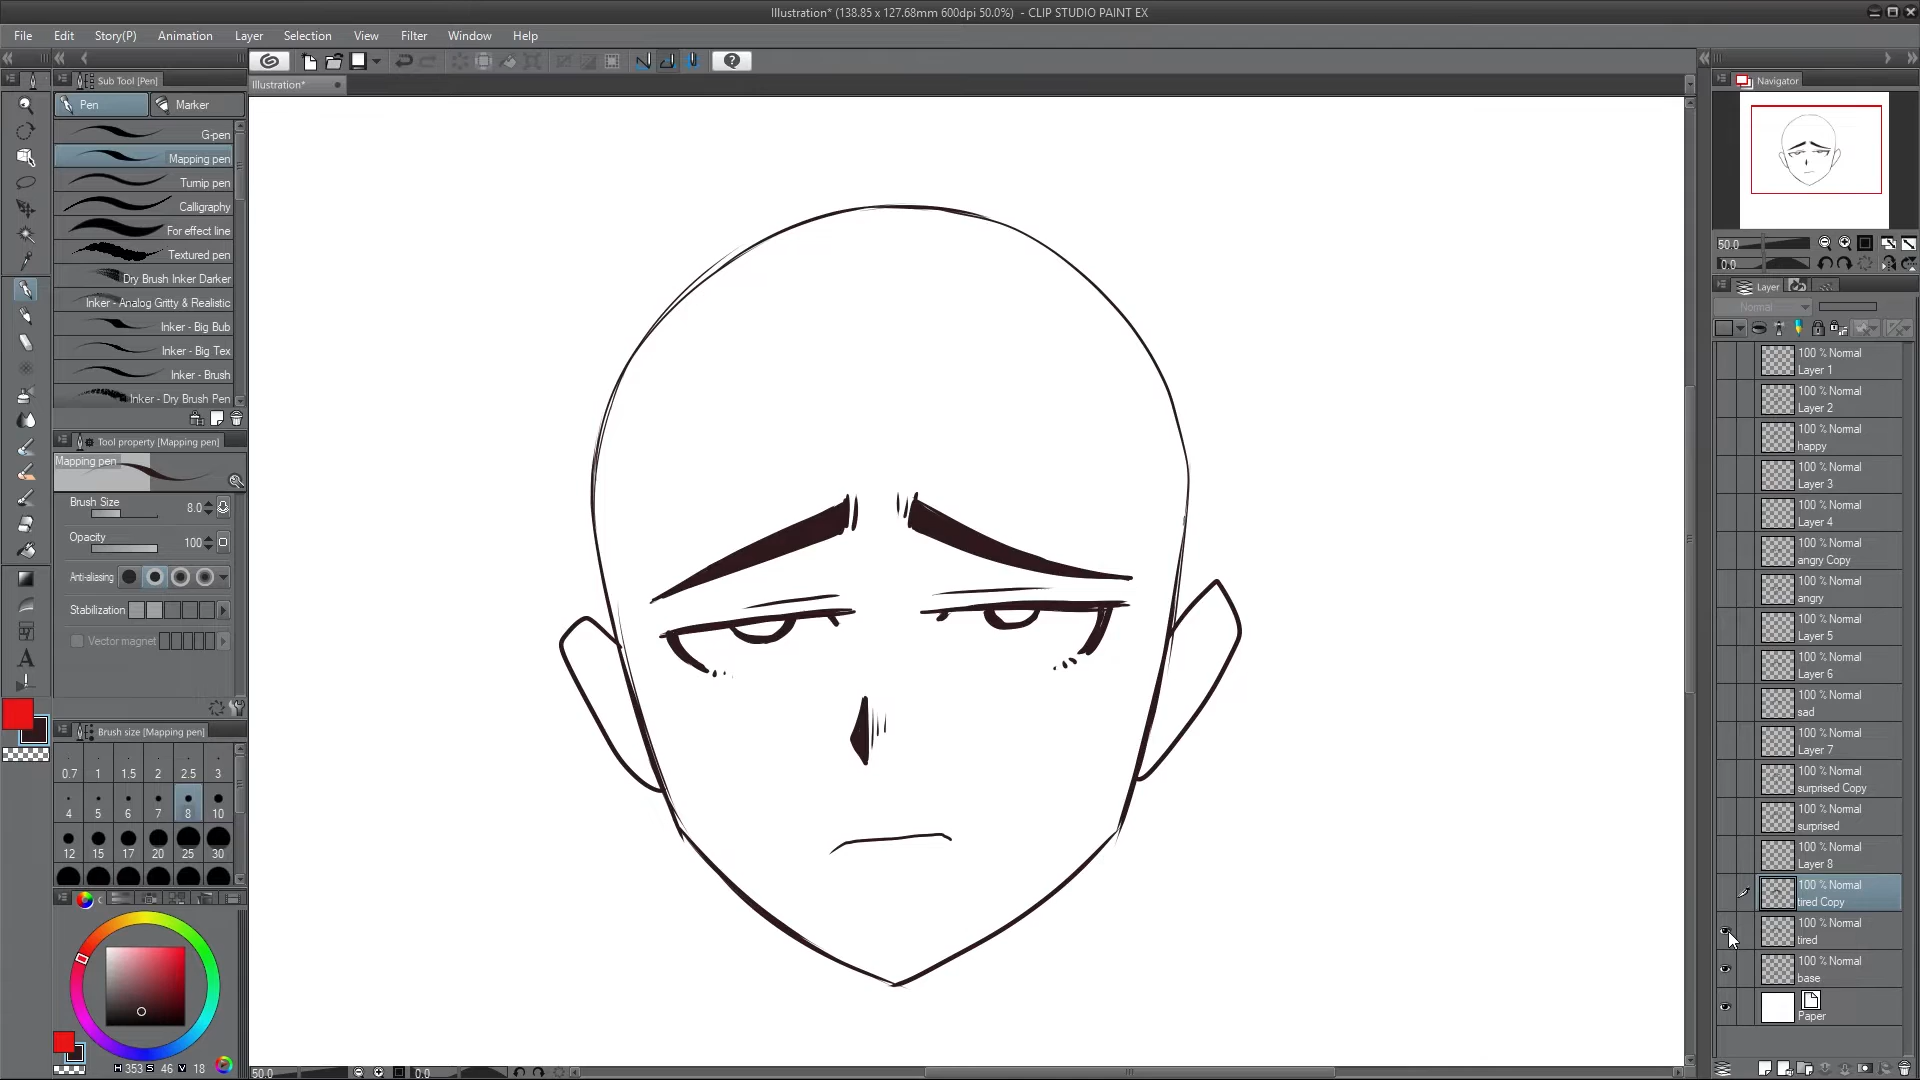 Illustration* (138.85 x 127.68mm 600dpi 50.0%) - CLIP STUDIO PAINT EX
File Edit Story(P) Animation Layer Selection View Filter Window Help
Sub Tool [Pen]
Pen Marker
G-pen
Mapping pen
Turnip pen
Calligraphy
For effect line
Textured pen
Dry Brush Inker Darker
Inker - Analog Gritty & Realistic
Inker - Big Bub
Inker - Big Tex
Inker - Brush
Inker - Dry Brush Pen
Tool property [Mapping pen]
Mapping pen
Brush Size 8.0
Opacity 100
Anti-aliasing
Stabilization
Vector magnet
Brush size [Mapping pen]
0.7 1 1.5 2 2.5 3
4 5 6 7 8 10
12 15 17 20 25 30
H 353 S 46 V 18
Illustration*
50.0 0.0
Navigator
50.0
0.0
Layer
Normal
100 % Normal
Layer 1
100 % Normal
Layer 2
100 % Normal
happy
100 % Normal
Layer 3
100 % Normal
Layer 4
100 % Normal
angry Copy
100 % Normal
angry
100 % Normal
Layer 5
100 % Normal
Layer 6
100 % Normal
sad
100 % Normal
Layer 7
100 % Normal
surprised Copy
100 % Normal
surprised
100 % Normal
Layer 8
100 % Normal
tired Copy
100 % Normal
tired
100 % Normal
base
Paper